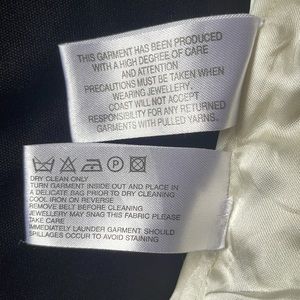 THIS GARMENT HAS BEEN PRODUCED
WITH A HIGH DEGREE OF CARE
AND ATTENTION
PRECAUTIONS MUST BE TAKEN WHEN
WEARING JEWELLERY.
COAST WILL NOT ACCEPT
RESPONSIBILITY FOR ANY RETURNED
GARMENTS WITH PULLED YARNS.
DRY CLEAN ONLY
TURN GARMENT INSIDE OUT AND PLACE IN
A DELICATE BAG PRIOR TO DRY CLEANING
COOL IRON ON REVERSE
REMOVE BELT BEFORE CLEANING
JEWELLERY MAY SNAG THIS FABRIC PLEASE
TAKE CARE
IMMEDIATELY LAUNDER GARMENT SHOULD
SPILLAGES OCCUR TO AVOID STAINING